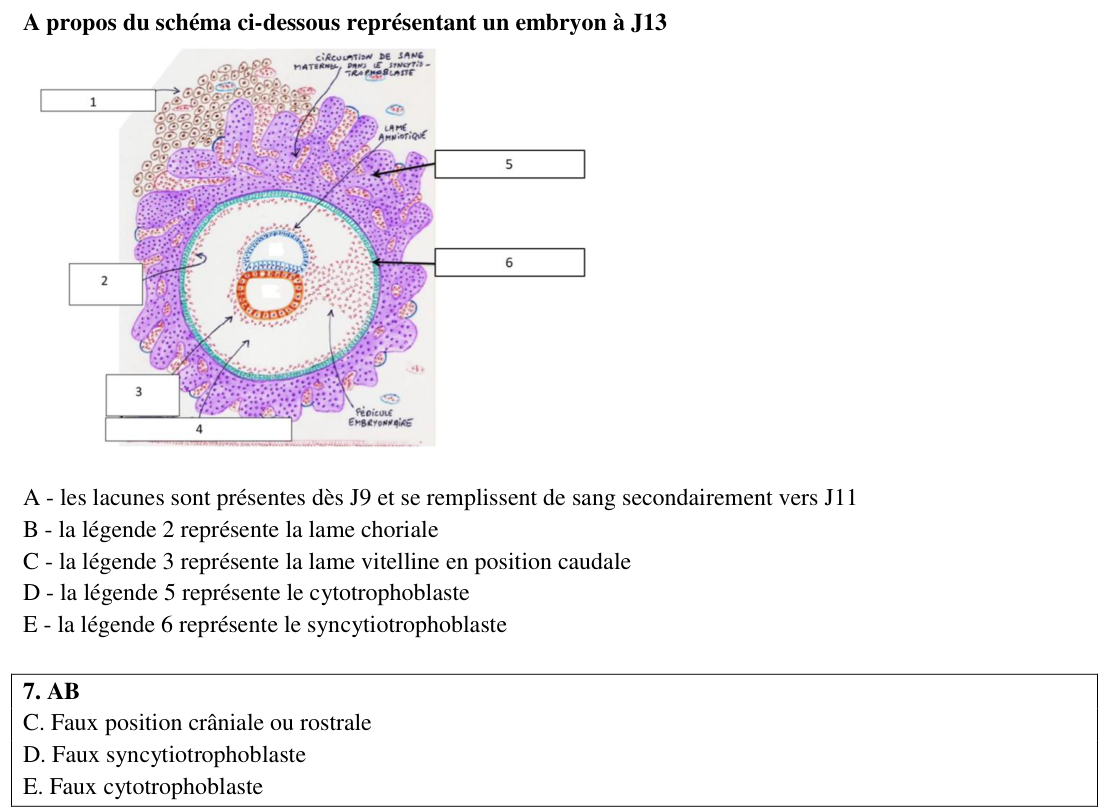 A propos du schéma ci-dessous représentant un embryon à J13
CIRCULATION DE SANG
MATERNEL, DANS LE SYNCYTIO-
TROPHOBLASTE
1
LAME
AMNIOTIQUE
5
6
2
3
4
PÉDICULE
EMBRYONNAIRE
A - les lacunes sont présentes dès J9 et se remplissent de sang secondairement vers J11
B - la légende 2 représente la lame choriale
C - la légende 3 représente la lame vitelline en position caudale
D - la légende 5 représente le cytotrophoblaste
E - la légende 6 représente le syncytiotrophoblaste
7. AB
C. Faux position crâniale ou rostrale
D. Faux syncytiotrophoblaste
E. Faux cytotrophoblaste